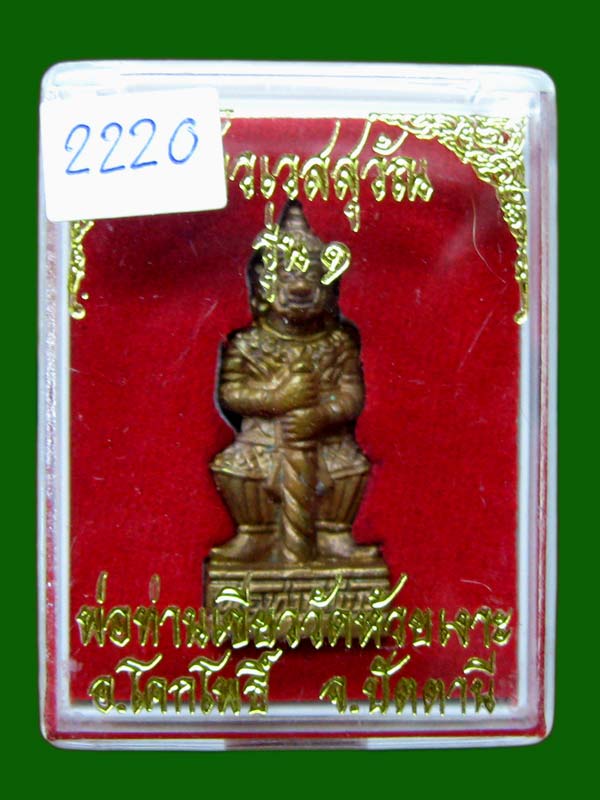 2220
วเวสสุวัณ
รุ่น ๑
พ่อท่านเขียววัดห้วยเงาะ
อ.โคกโพธิ์ จ.ปัตตานี